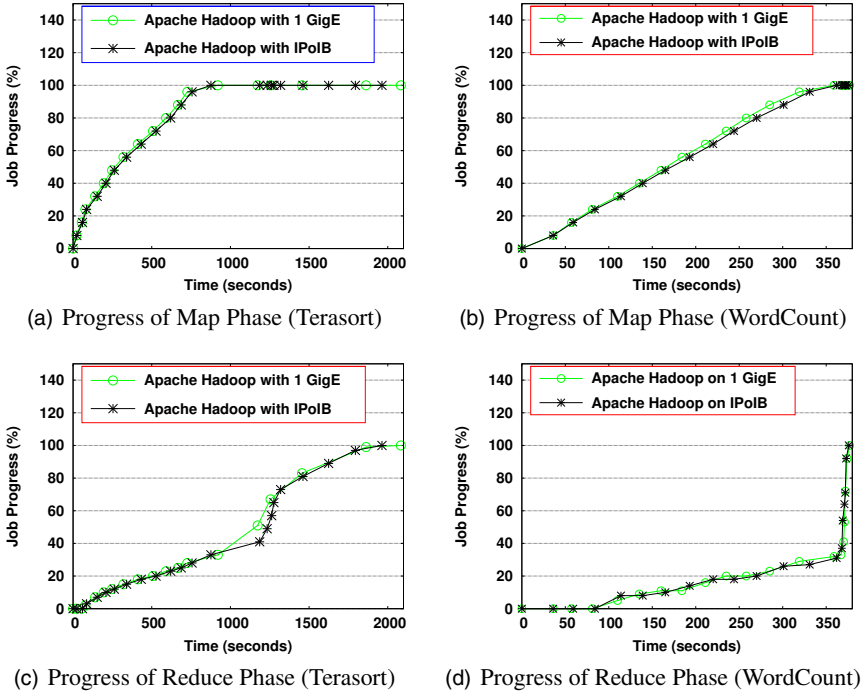 Apache Hadoop with 1 GigE
Apache Hadoop with IPoIB
Job Progress (%)
140
120
100
80
60
40
20
0
0 500 1000 1500 2000
Time (seconds)
(a) Progress of Map Phase (Terasort)
Apache Hadoop with 1 GigE
Apache Hadoop with IPoIB
Job Progress (%)
140
120
100
80
60
40
20
0
0 50 100 150 200 250 300 350
Time (seconds)
(b) Progress of Map Phase (WordCount)
Apache Hadoop with 1 GigE
Apache Hadoop with IPoIB
Job Progress (%)
140
120
100
80
60
40
20
0
0 500 1000 1500 2000
Time (seconds)
(c) Progress of Reduce Phase (Terasort)
Apache Hadoop on 1 GigE
Apache Hadoop on IPoIB
Job Progress (%)
140
120
100
80
60
40
20
0
0 50 100 150 200 250 300 350
Time (seconds)
(d) Progress of Reduce Phase (WordCount)